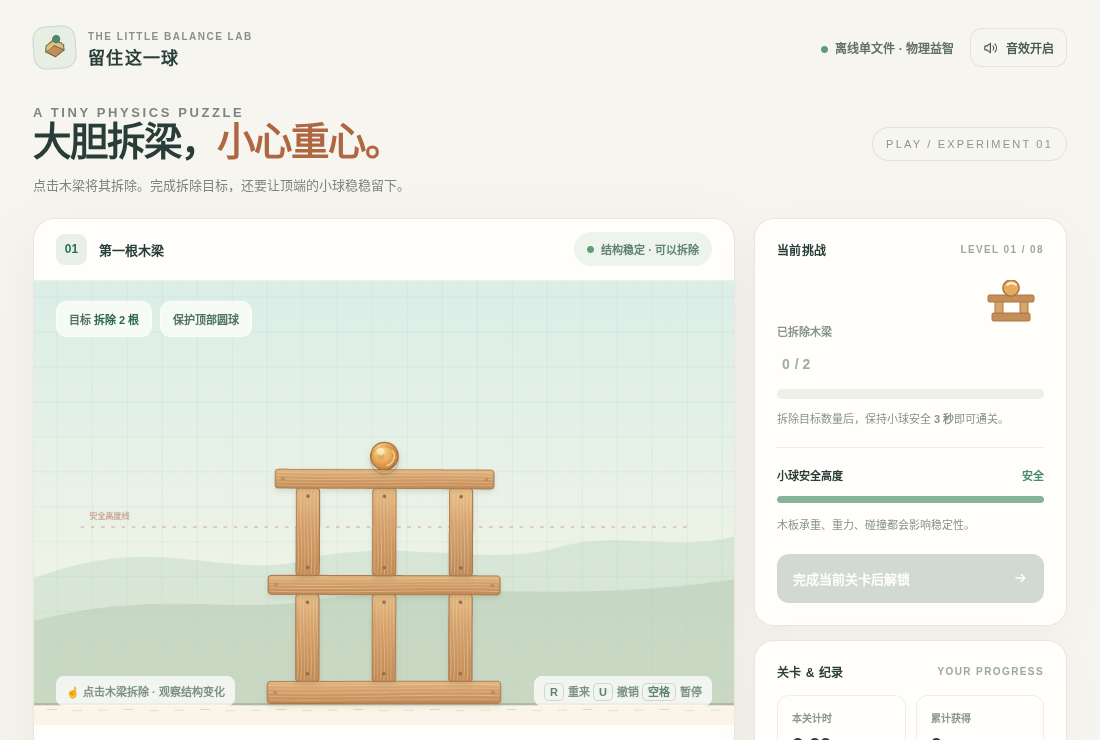 THE LITTLE BALANCE LAB
留住这一球
离线单文件 · 物理益智
音效开启
A TINY PHYSICS PUZZLE
大胆拆梁，小心重心。
PLAY / EXPERIMENT 01
点击木梁将其拆除。完成拆除目标，还要让顶端的小球稳稳留下。
01 第一根木梁
结构稳定 · 可以拆除
目标 拆除 2 根
保护顶部圆球
安全高度线
☝ 点击木梁拆除 · 观察结构变化
R 重来 U 撤销 空格 暂停
当前挑战
LEVEL 01 / 08
已拆除木梁
0 / 2
拆除目标数量后，保持小球安全 3 秒即可通关。
小球安全高度
安全
木板承重、重力、碰撞都会影响稳定性。
完成当前关卡后解锁 →
关卡 & 纪录
YOUR PROGRESS
本关计时
累计获得